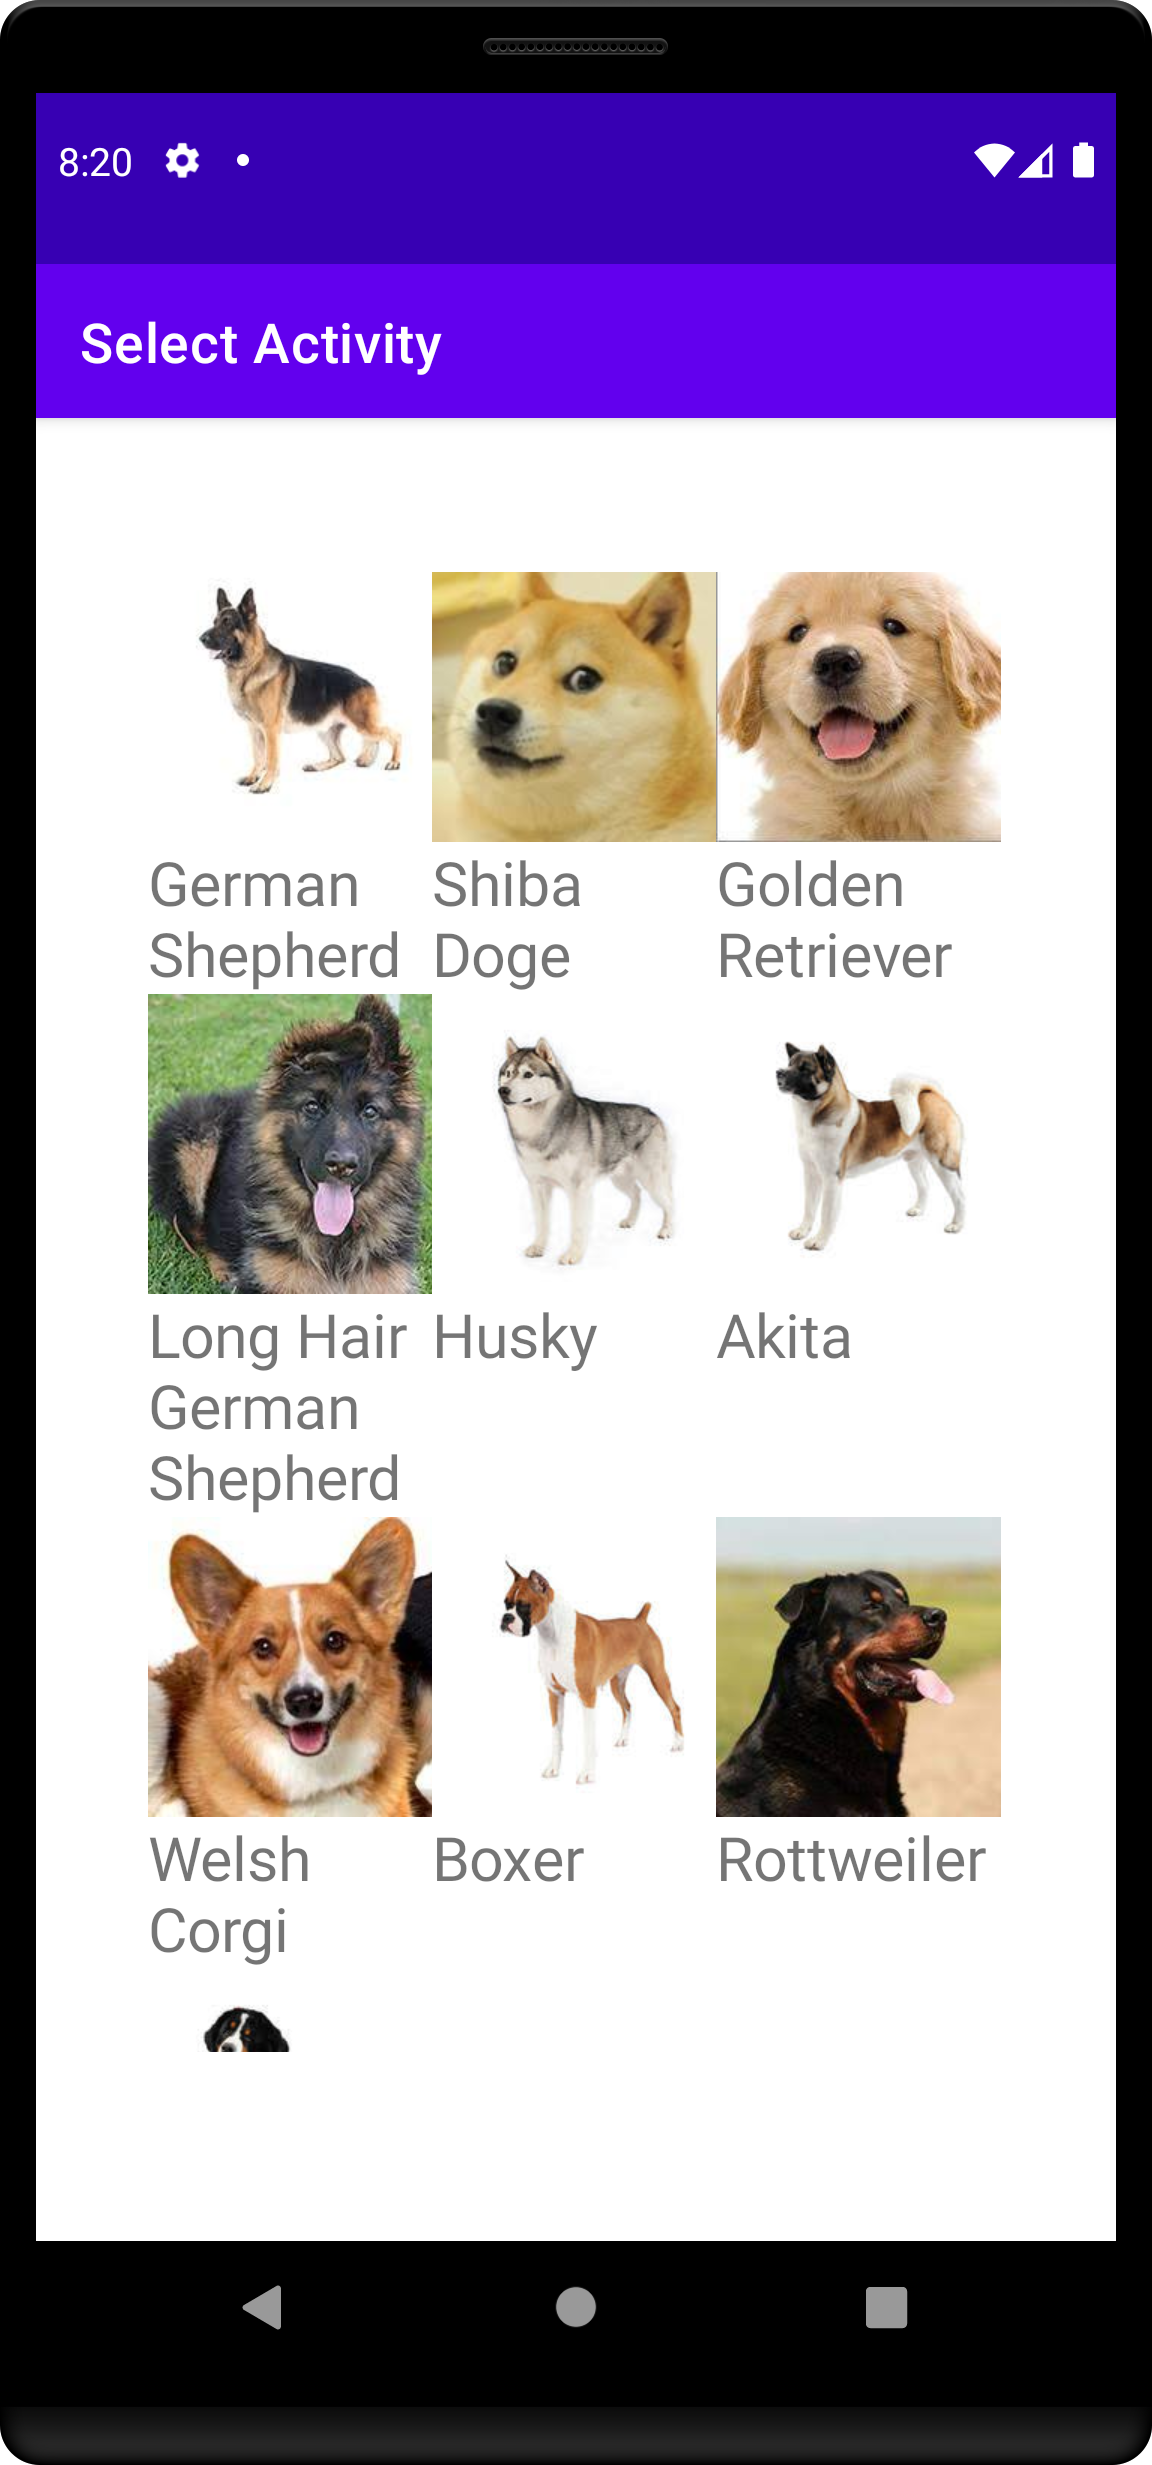 8:20
Select Activity
German
Shepherd
Shiba
Doge
Golden
Retriever
Long Hair
German
Shepherd
Husky
Akita
Welsh
Corgi
Boxer
Rottweiler